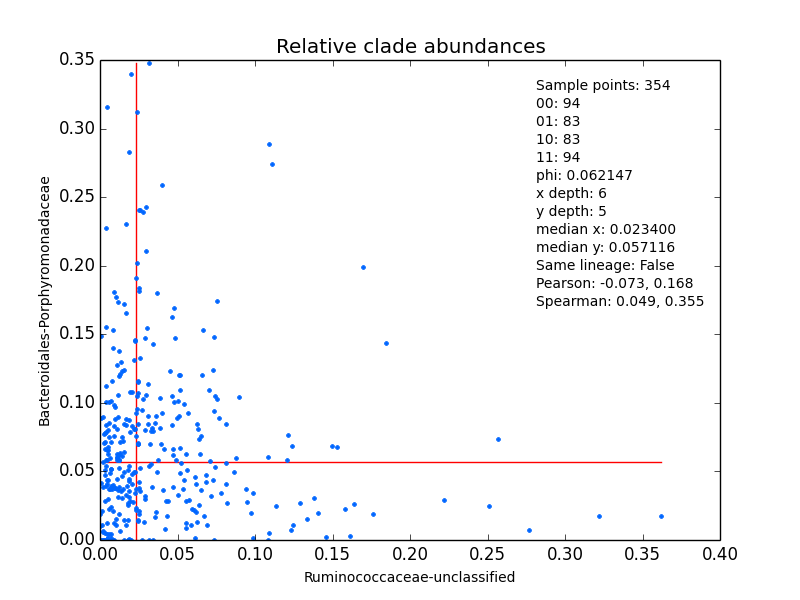 Relative clade abundances
0.35
0.30
0.25
0.20
0.15
0.10
0.05
0.00
Bacteroidales-Porphyromonadaceae
Sample points: 354
00: 94
01: 83
10: 83
11: 94
phi: 0.062147
x depth: 6
y depth: 5
median x: 0.023400
median y: 0.057116
Same lineage: False
Pearson: -0.073, 0.168
Spearman: 0.049, 0.355
0.00 0.05 0.10 0.15 0.20 0.25 0.30 0.35 0.40
Ruminococcaceae-unclassified